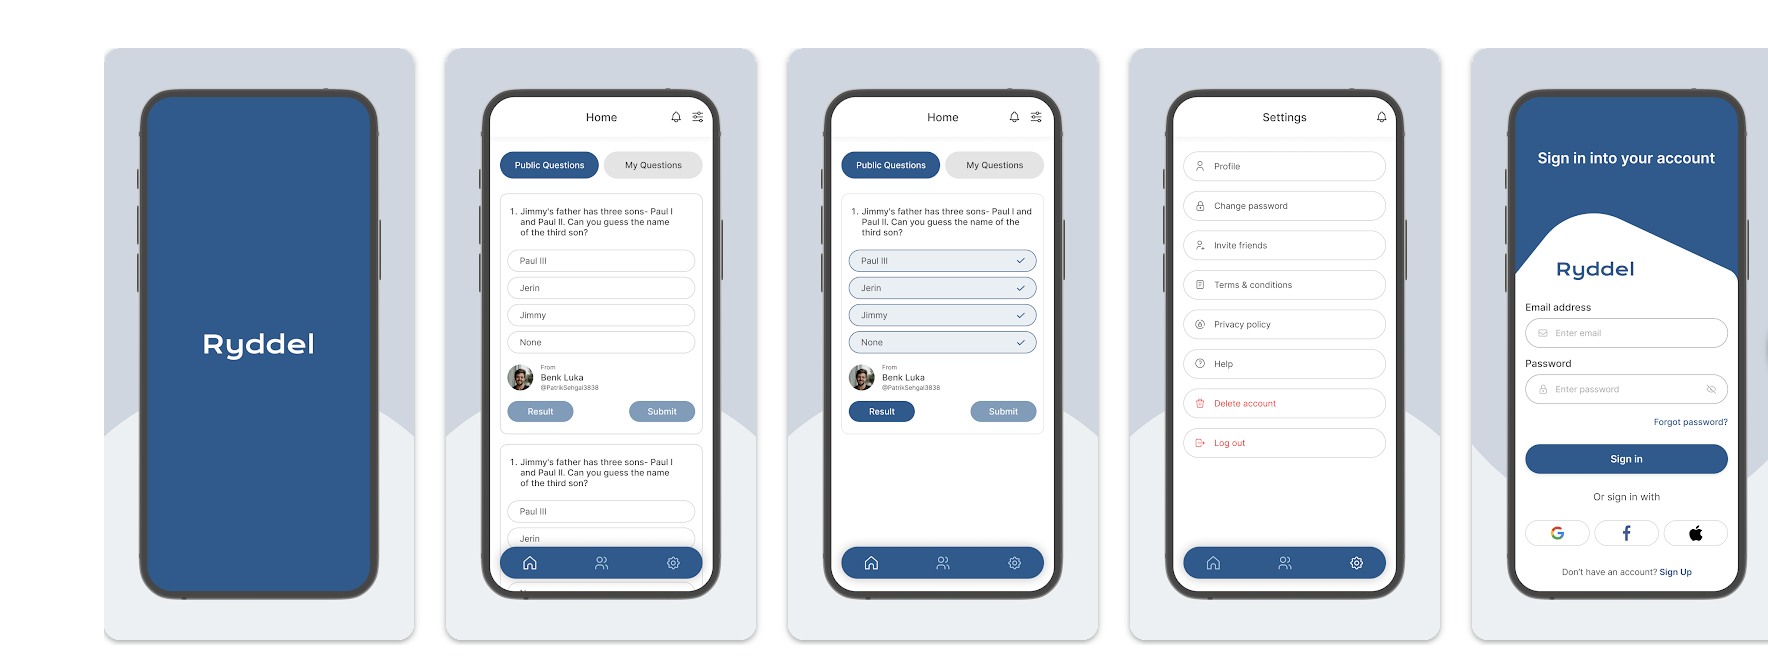 Ryddel
Home
Public Questions
My Questions
1. Jimmy's father has three sons- Paul I
and Paul II. Can you guess the name
of the third son?
Paul III
Jerin
Jimmy
None
From
Benk Luka
@PatrikSehgal3838
Result
Submit
1. Jimmy's father has three sons- Paul I
and Paul II. Can you guess the name
of the third son?
Paul III
Jerin
Home
Public Questions
My Questions
1. Jimmy's father has three sons- Paul I and
Paul II. Can you guess the name of the
third son?
Paul III
Jerin
Jimmy
None
From
Benk Luka
@PatrikSehgal3838
Result
Submit
Settings
Profile
Change password
Invite friends
Terms & conditions
Privacy policy
Help
Delete account
Log out
Sign in into your account
Ryddel
Email address
Enter email
Password
Enter password
Forgot password?
Sign in
Or sign in with
Don't have an account? Sign Up